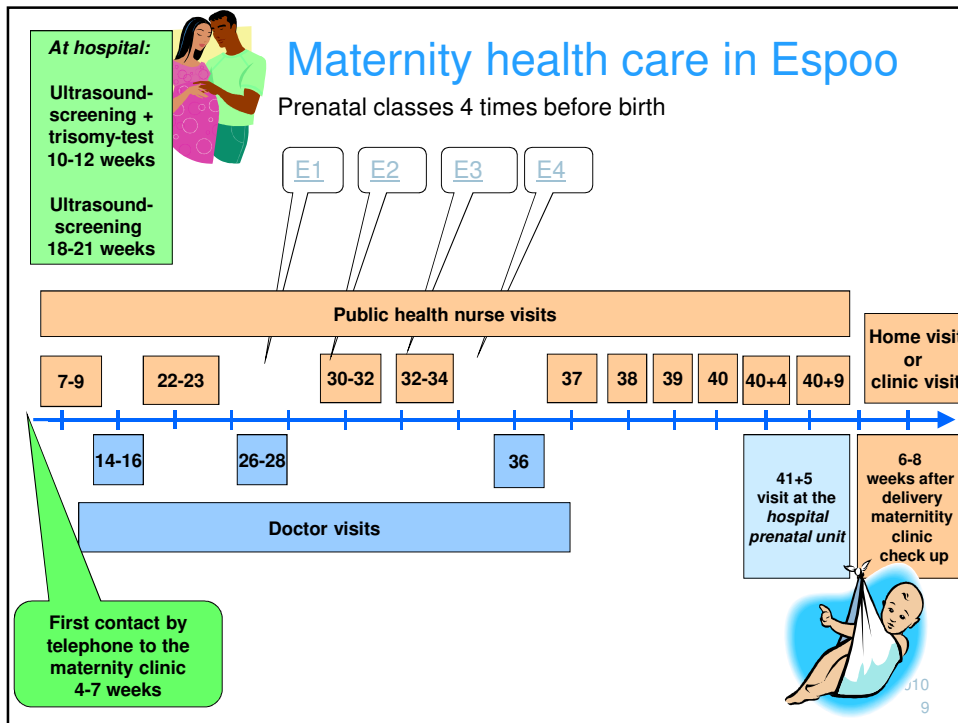 At hospital:
Ultrasound-
screening +
trisomy-test
10-12 weeks
Ultrasound-
screening
18-21 weeks
Maternity health care in Espoo
Prenatal classes 4 times before birth
E1
E2
E3
E4
Public health nurse visits
Home visit
or
clinic visit
7-9
22-23
30-32
32-34
37
38
39
40
40+4
40+9
14-16
26-28
36
Doctor visits
41+5
visit at the
hospital
prenatal unit
6-8
weeks after
delivery
maternitity
clinic
check up
First contact by
telephone to the
maternity clinic
4-7 weeks
9